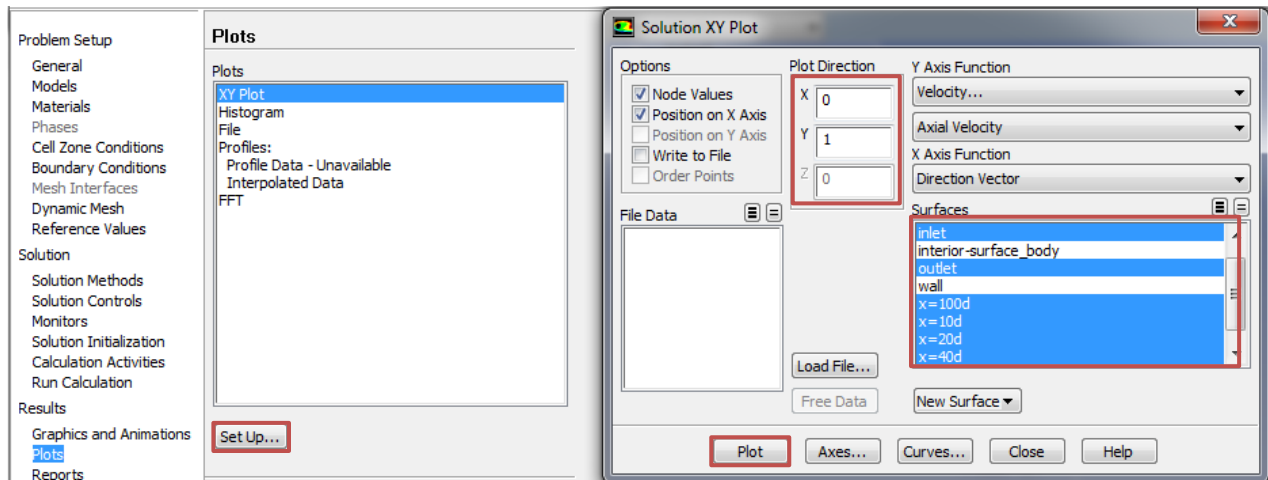 Problem Setup
General
Models
Materials
Phases
Cell Zone Conditions
Boundary Conditions
Mesh Interfaces
Dynamic Mesh
Reference Values
Solution
Solution Methods
Solution Controls
Monitors
Solution Initialization
Calculation Activities
Run Calculation
Results
Graphics and Animations
Plots
Reports
Plots
Plots
XY Plot
Histogram
File
Profiles:
Profile Data - Unavailable
Interpolated Data
FFT
Set Up...
Solution XY Plot
Options
Node Values
Position on X Axis
Position on Y Axis
Write to File
Order Points
Plot Direction
X 0
Y 1
Z 0
Y Axis Function
Velocity...
Axial Velocity
X Axis Function
Direction Vector
File Data
Surfaces
inlet
interior-surface_body
outlet
wall
x=100d
x=10d
x=20d
x=40d
Load File...
Free Data
New Surface
Plot
Axes...
Curves...
Close
Help